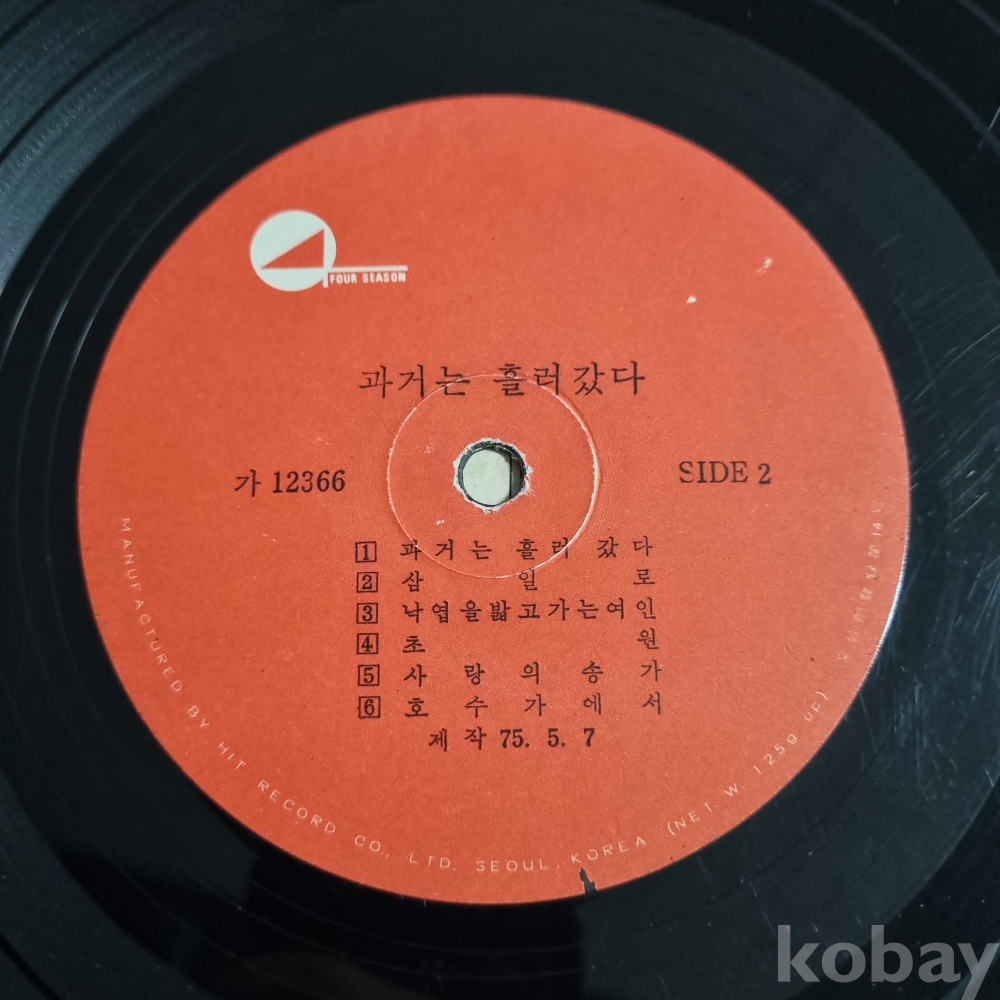 FOUR SEASON
과거는 흘러갔다
가 12366
SIDE 2
1 과거는 흘러 갔다
2 삼일로
3 낙엽을밟고가는여인
4 초원
5 사랑의송가
6 호수가에서
제작 75. 5. 7
MANUFACTURED BY HIT RECORD CO., LTD. SEOUL, KOREA (NET W. 125g UP)
kobay